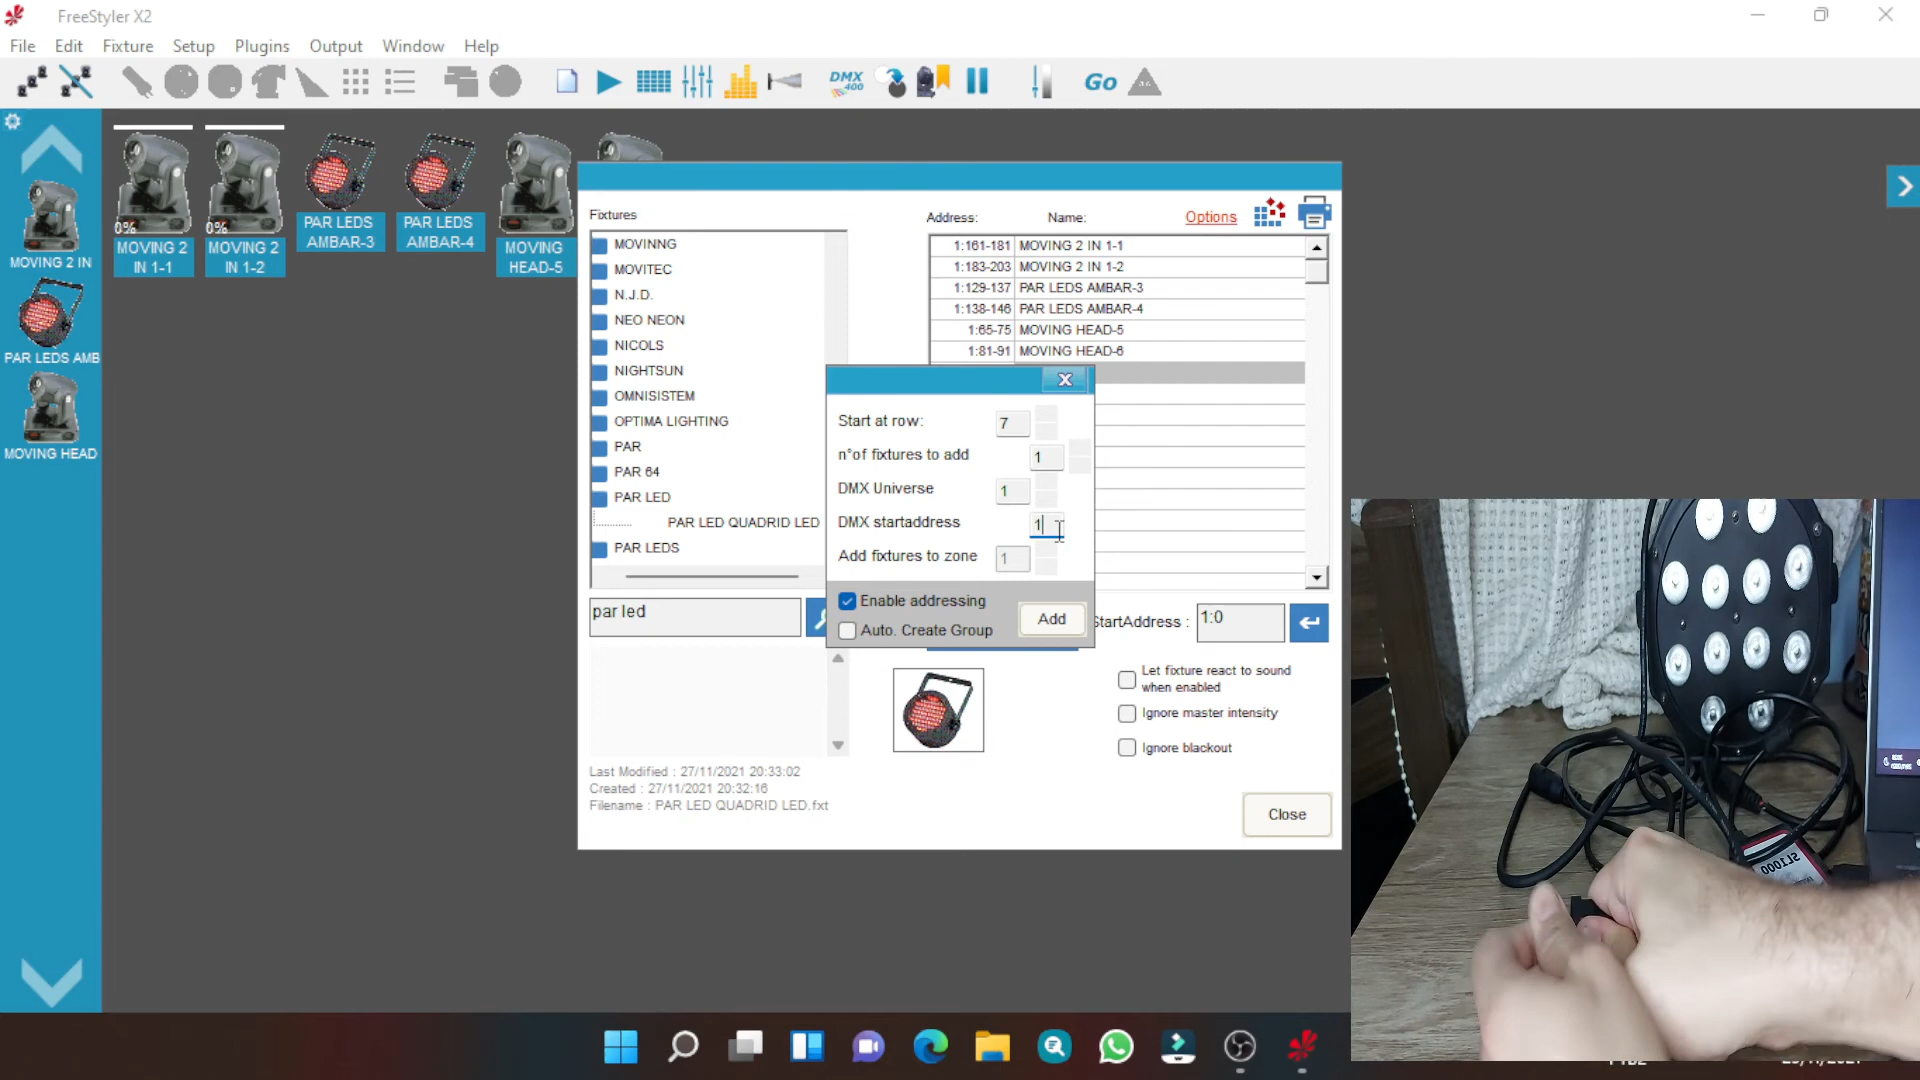 FreeStyler X2
File Edit Fixture Setup Plugins Output Window Help
DMX
400
Go
0%
0%
MOVING 2
IN 1-1
MOVING 2
IN 1-2
PAR LEDS
AMBAR-3
PAR LEDS
AMBAR-4
MOVING
HEAD-5
MOVING 2 IN
PAR LEDS AMB
MOVING HEAD
Fixtures
MOVINNG
MOVITEC
N.J.D.
NEO NEON
NICOLS
NIGHTSUN
OMNISISTEM
OPTIMA LIGHTING
PAR
PAR 64
PAR LED
PAR LED QUADRID LED
PAR LEDS
par led
Address: Name: Options
1:161-181 MOVING 2 IN 1-1
1:183-203 MOVING 2 IN 1-2
1:129-137 PAR LEDS AMBAR-3
1:138-146 PAR LEDS AMBAR-4
1:65-75 MOVING HEAD-5
1:81-91 MOVING HEAD-6
Start at row: 7
n°of fixtures to add 1
DMX Universe 1
DMX startaddress 1
Add fixtures to zone 1
Enable addressing
Auto. Create Group
Add
StartAddress : 1:0
Let fixture react to sound
when enabled
Ignore master intensity
Ignore blackout
Last Modified : 27/11/2021 20:33:02
Created : 27/11/2021 20:32:16
Filename : PAR LED QUADRID LED.fxt
Close
SL1000